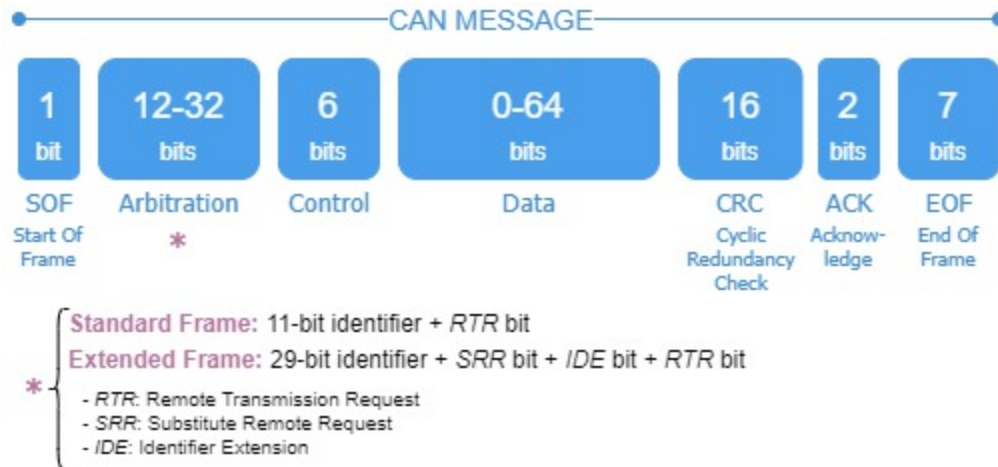 CAN MESSAGE
1 12-32 6 0-64 16 2 7
bit bits bits bits bits bits bits
SOF Arbitration Control Data CRC ACK EOF
Start Of Frame
*
Cyclic Redundancy Check
Acknow-ledge
End Of Frame
Standard Frame: 11-bit identifier + RTR bit
Extended Frame: 29-bit identifier + SRR bit + IDE bit + RTR bit
*
- RTR: Remote Transmission Request
- SRR: Substitute Remote Request
- IDE: Identifier Extension